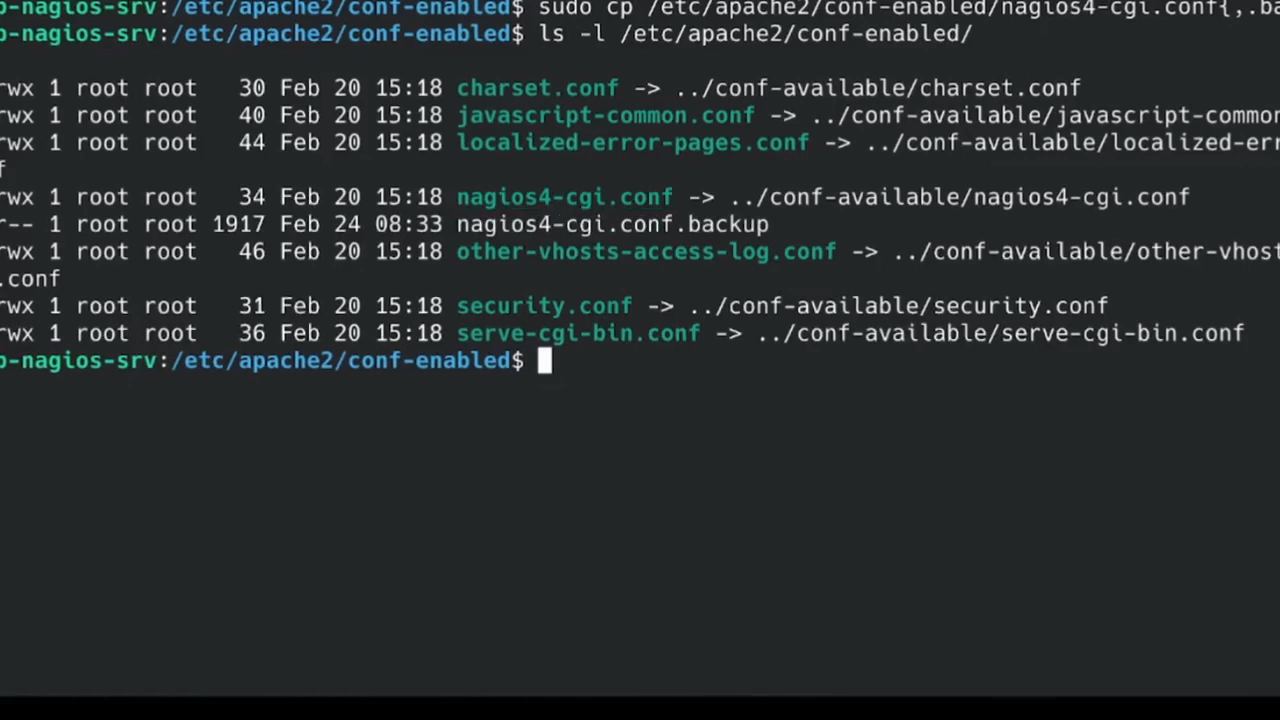 o-nagios-srv:/etc/apache2/conf-enabled$ sudo cp /etc/apache2/conf-enabled/nagios4-cgi.conf{,.ba
o-nagios-srv:/etc/apache2/conf-enabled$ ls -l /etc/apache2/conf-enabled/
rwx 1 root root   30 Feb 20 15:18 charset.conf -> ../conf-available/charset.conf
rwx 1 root root   40 Feb 20 15:18 javascript-common.conf -> ../conf-available/javascript-common
rwx 1 root root   44 Feb 20 15:18 localized-error-pages.conf -> ../conf-available/localized-err
f
rwx 1 root root   34 Feb 20 15:18 nagios4-cgi.conf -> ../conf-available/nagios4-cgi.conf
r-- 1 root root 1917 Feb 24 08:33 nagios4-cgi.conf.backup
rwx 1 root root   46 Feb 20 15:18 other-vhosts-access-log.conf -> ../conf-available/other-vhost
.conf
rwx 1 root root   31 Feb 20 15:18 security.conf -> ../conf-available/security.conf
rwx 1 root root   36 Feb 20 15:18 serve-cgi-bin.conf -> ../conf-available/serve-cgi-bin.conf
o-nagios-srv:/etc/apache2/conf-enabled$